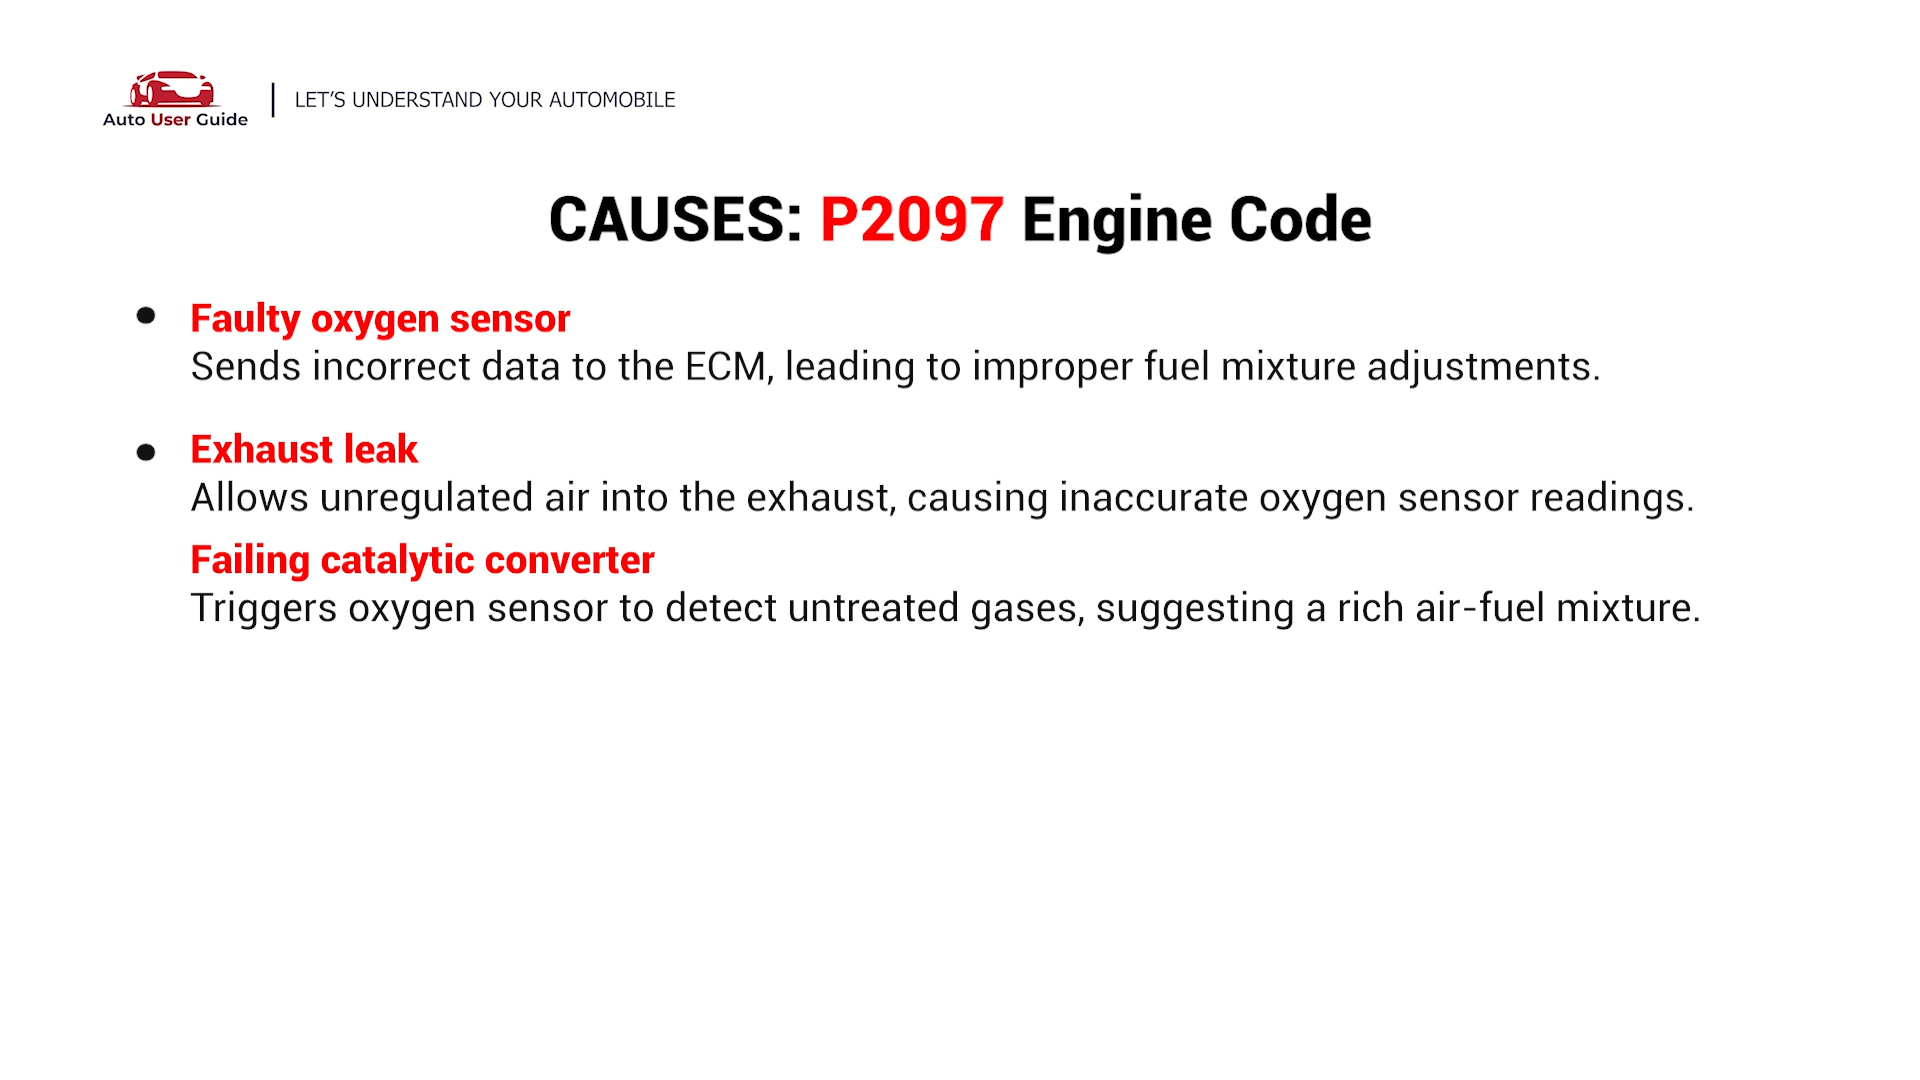 Auto User Guide
LET'S UNDERSTAND YOUR AUTOMOBILE
CAUSES: P2097 Engine Code
Faulty oxygen sensor
Sends incorrect data to the ECM, leading to improper fuel mixture adjustments.
Exhaust leak
Allows unregulated air into the exhaust, causing inaccurate oxygen sensor readings.
Failing catalytic converter
Triggers oxygen sensor to detect untreated gases, suggesting a rich air-fuel mixture.